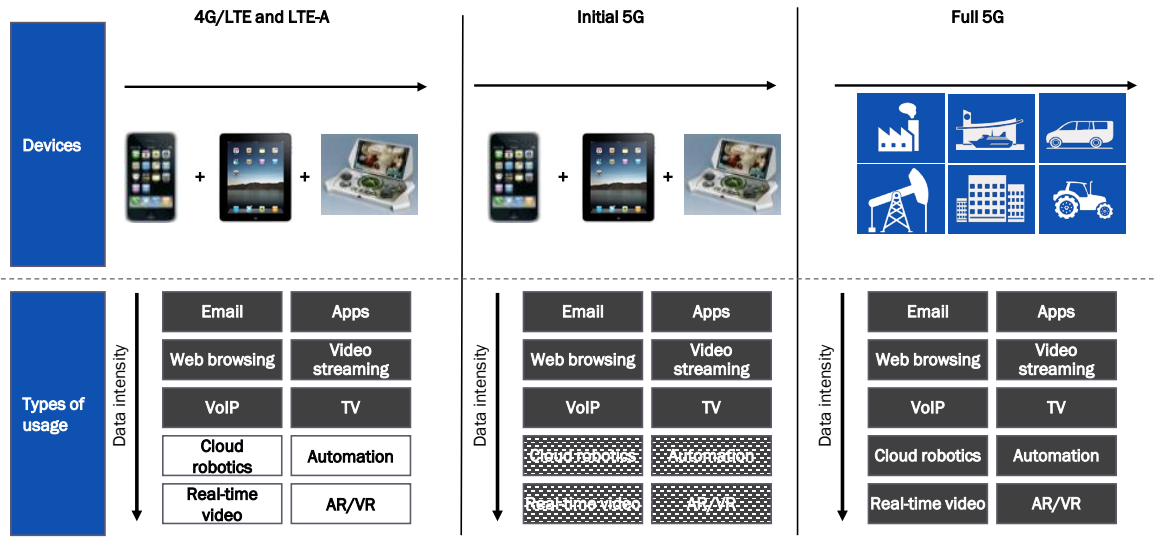 4G/LTE and LTE-A
Initial 5G
Full 5G
Devices
+
+
+
+
Types of
usage
Data intensity
Email
Apps
Web browsing
Video
streaming
VoIP
TV
Cloud
robotics
Automation
Real-time
video
AR/VR
Data intensity
Email
Apps
Web browsing
Video
streaming
VoIP
TV
Cloud robotics
Automation
Real-time video
AR/VR
Data intensity
Email
Apps
Web browsing
Video
streaming
VoIP
TV
Cloud robotics
Automation
Real-time video
AR/VR